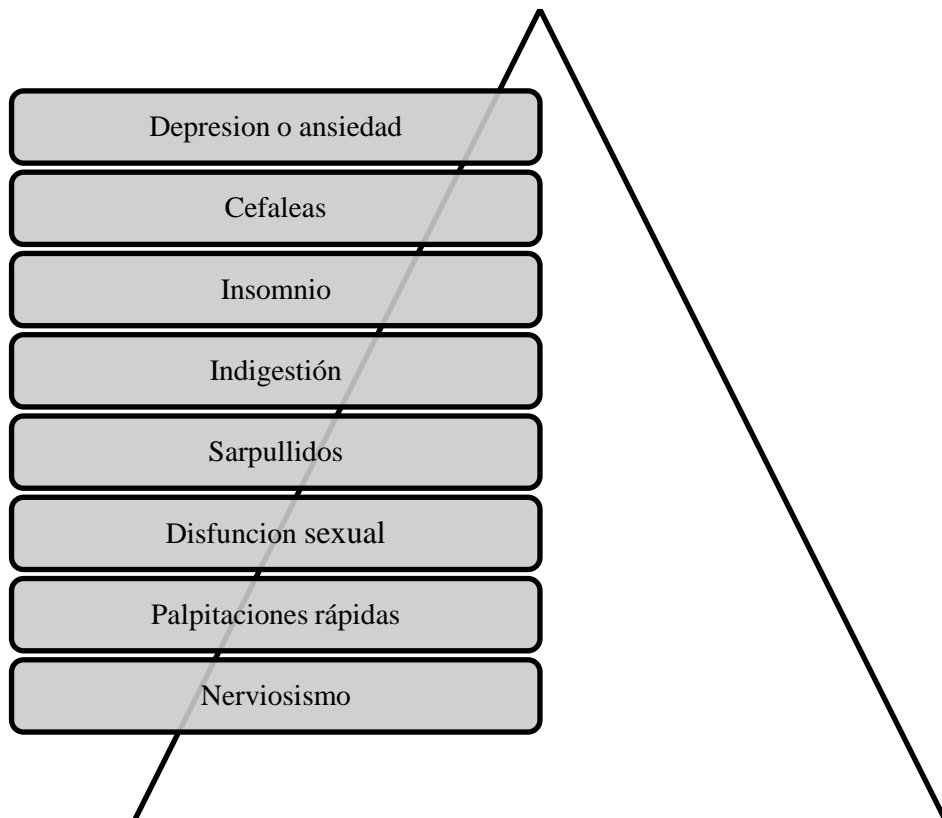 Depresion o ansiedad
Cefaleas
Insomnio
Indigestión
Sarpullidos
Disfuncion sexual
Palpitaciones rápidas
Nerviosismo